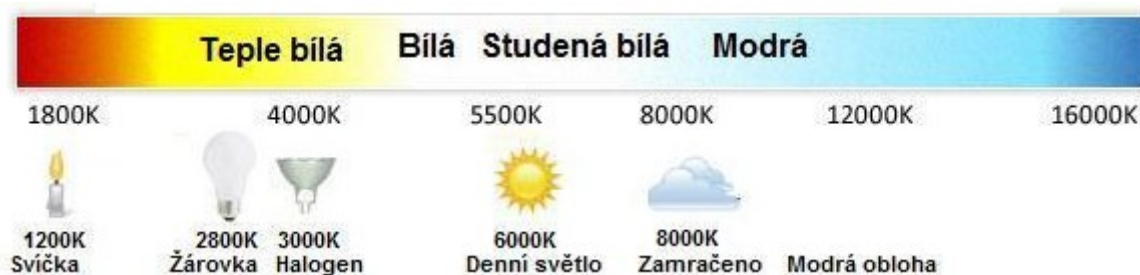 Teple bílá Bílá Studená bílá Modrá
1800K 4000K 5500K 8000K 12000K 16000K
1200K 2800K 3000K 6000K 8000K
Svíčka Žárovka Halogen Denní světlo Zamračeno Modrá obloha